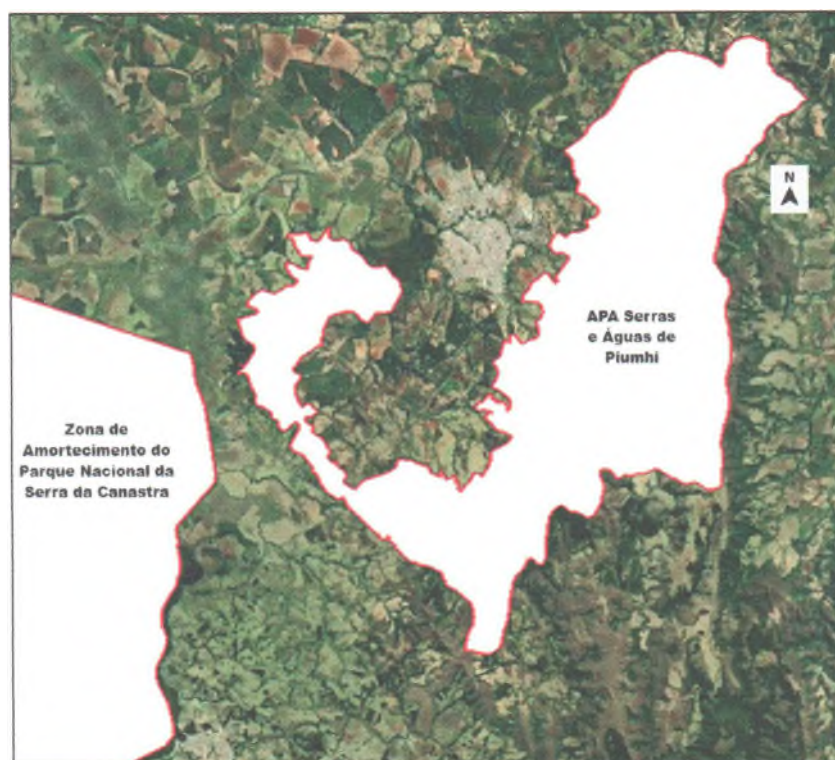 N
APA Serras
e Águas de
Piumhi
Zona de
Amortecimento do
Parque Nacional da
Serra da Canastra